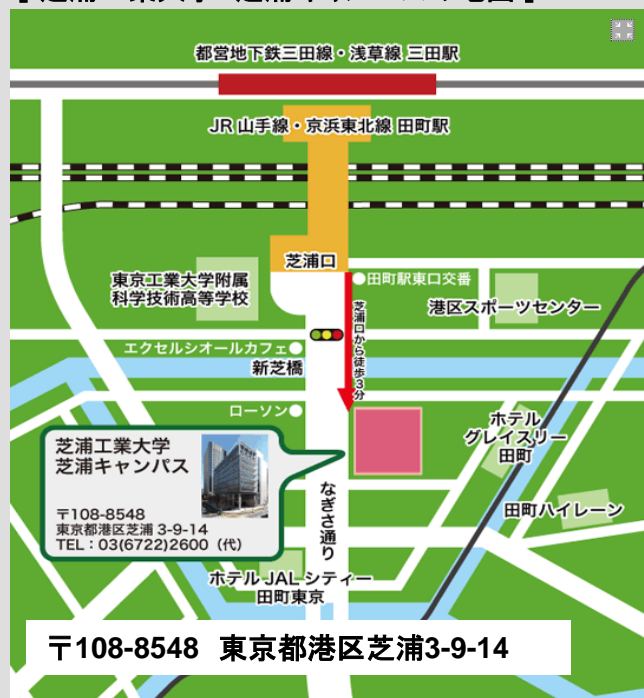 都営地下鉄三田線・浅草線 三田駅
JR 山手線・京浜東北線 田町駅
芝浦口
田町駅東口交番
東京工業大学附属
科学技術高等学校
港区スポーツセンター
芝浦口から徒歩3分
エクセルシオールカフェ
新芝橋
ローソン
ホテル
グレイスリー
田町
芝浦工業大学
芝浦キャンパス
〒108-8548
東京都港区芝浦 3-9-14
TEL：03(6722)2600（代）
なぎさ通り
田町ハイレーン
ホテル JAL シティー
田町東京
〒108-8548 東京都港区芝浦3-9-14